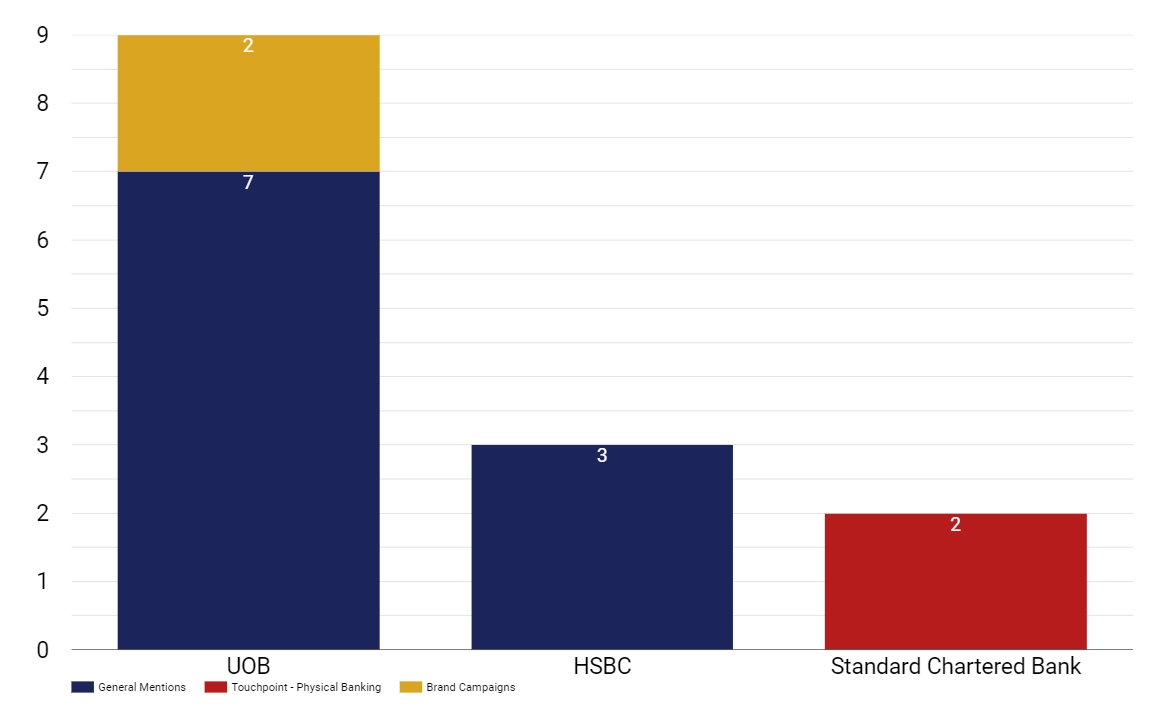 9
8
7
6
5
4
3
2
1
0
2
7
3
2
UOB
HSBC
Standard Chartered Bank
General Mentions
Touchpoint - Physical Banking
Brand Campaigns